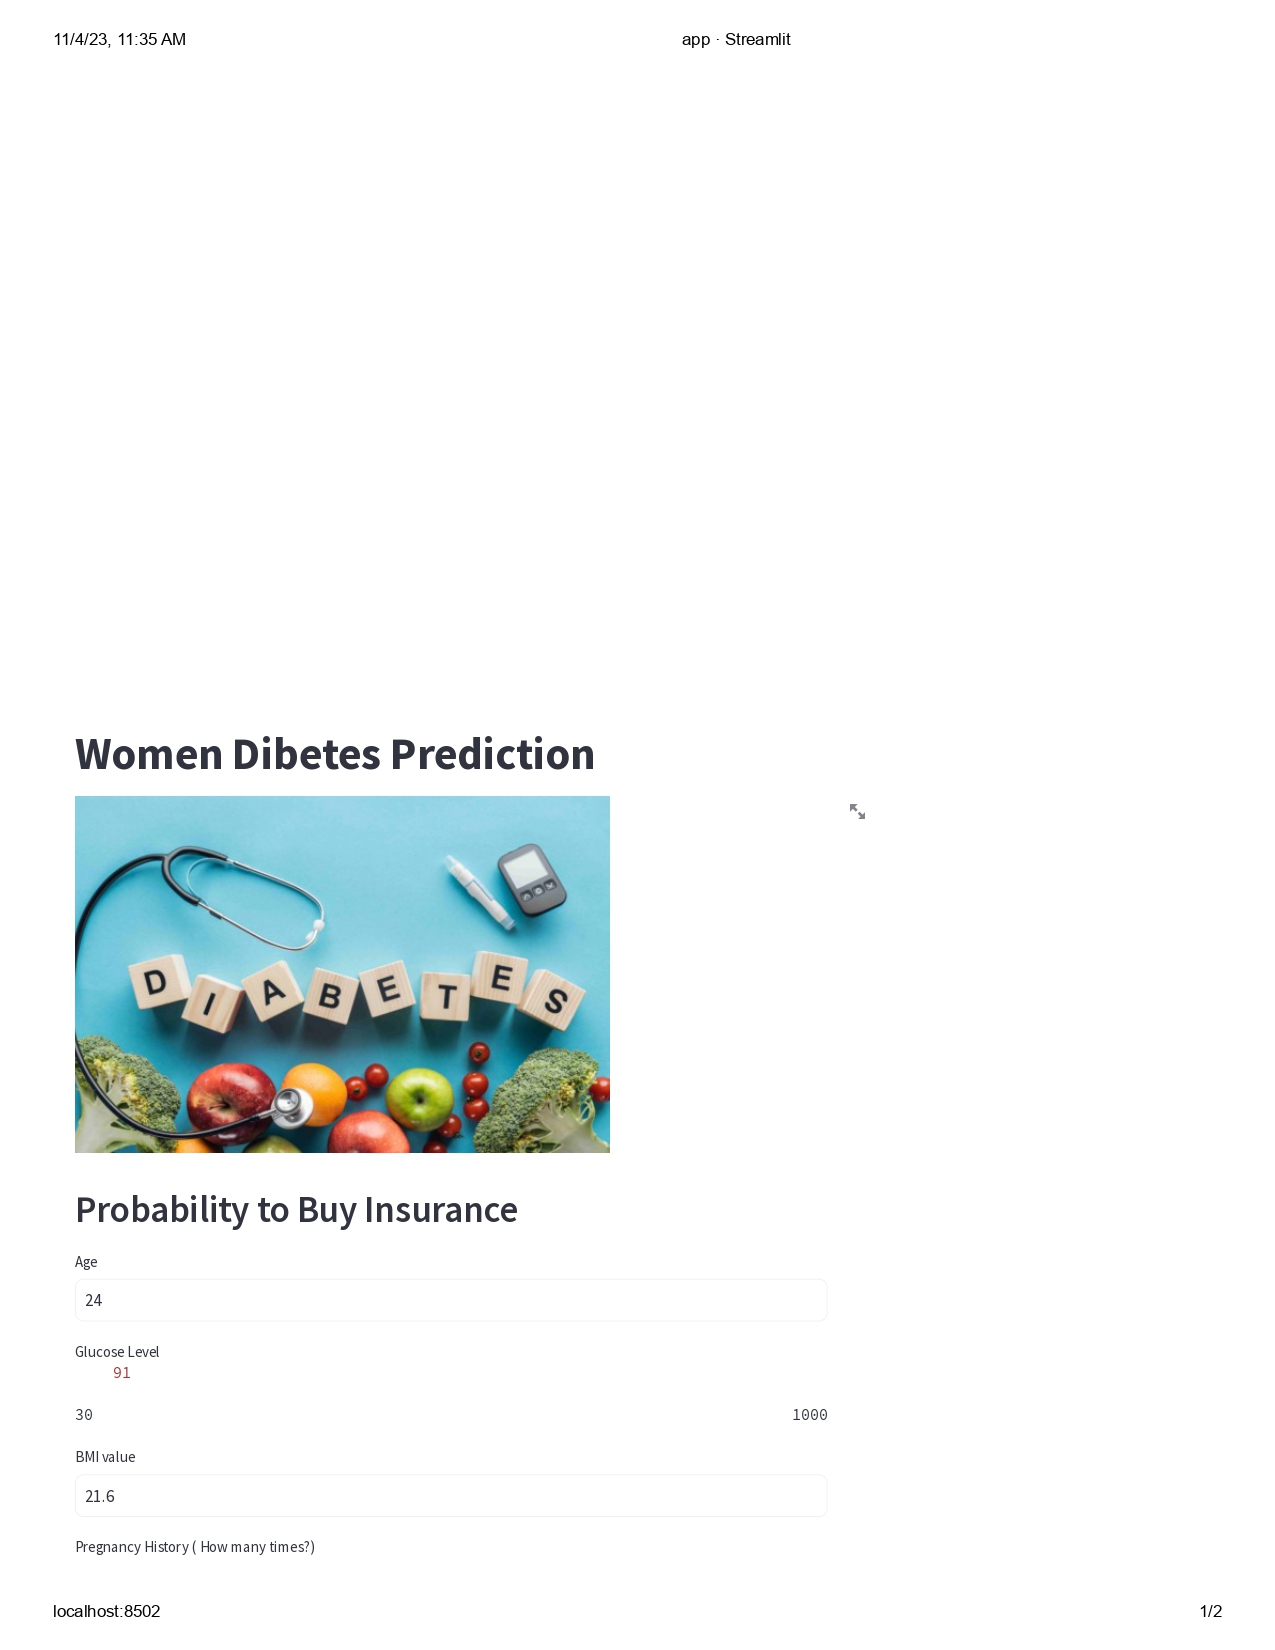 11/4/23, 11:35 AM
app · Streamlit
Women Dibetes Prediction
DIABETES
Probability to Buy Insurance
Age
24
Glucose Level
91
30
1000
BMI value
21.6
Pregnancy History ( How many times?)
localhost:8502
1/2